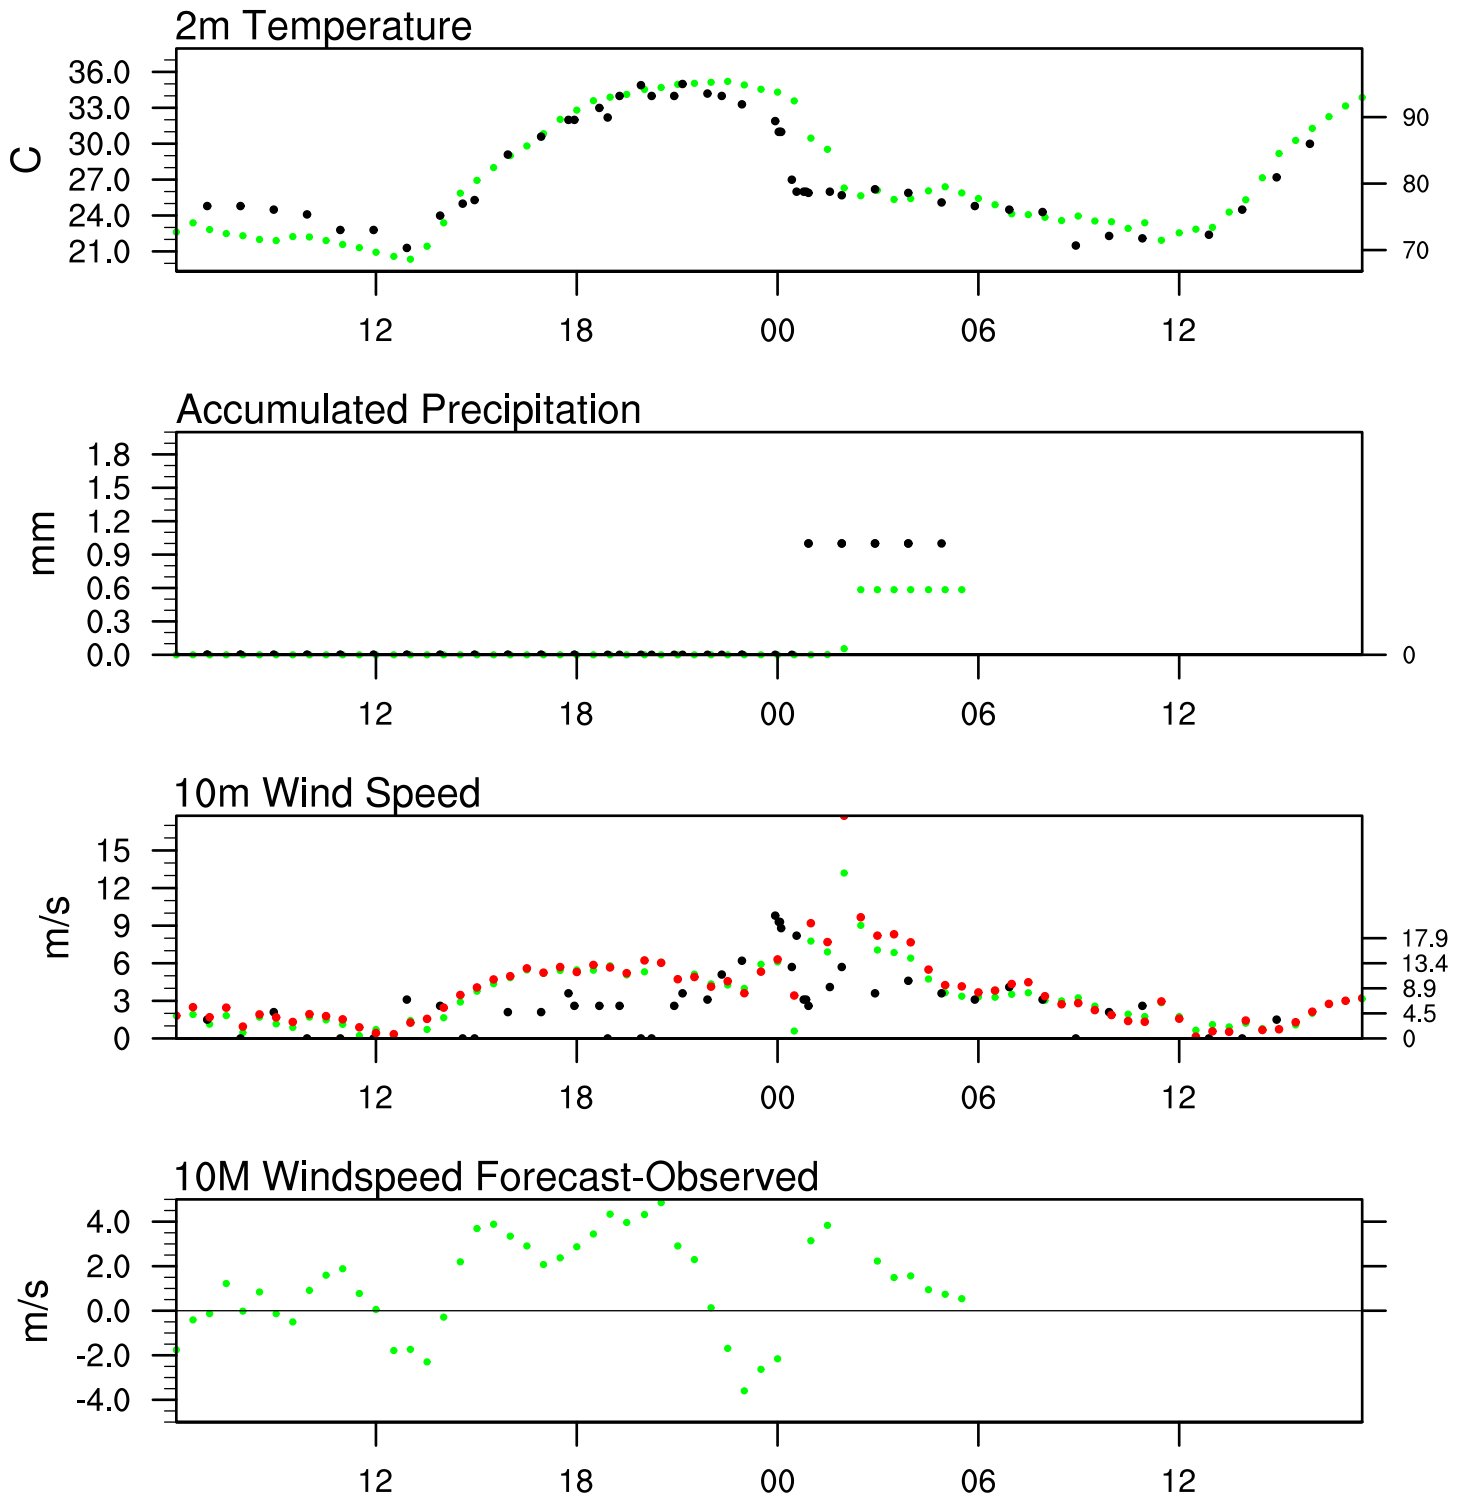 2m Temperature
36.0
33.0
30.0
27.0
24.0
21.0
C
90
80
70
12 18 00 06 12
Accumulated Precipitation
1.8
1.5
1.2
0.9
0.6
0.3
0.0
mm
0
12 18 00 06 12
10m Wind Speed
15
12
9
6
3
0
m/s
17.9
13.4
8.9
4.5
0
12 18 00 06 12
10M Windspeed Forecast-Observed
4.0
2.0
0.0
-2.0
-4.0
m/s
12 18 00 06 12